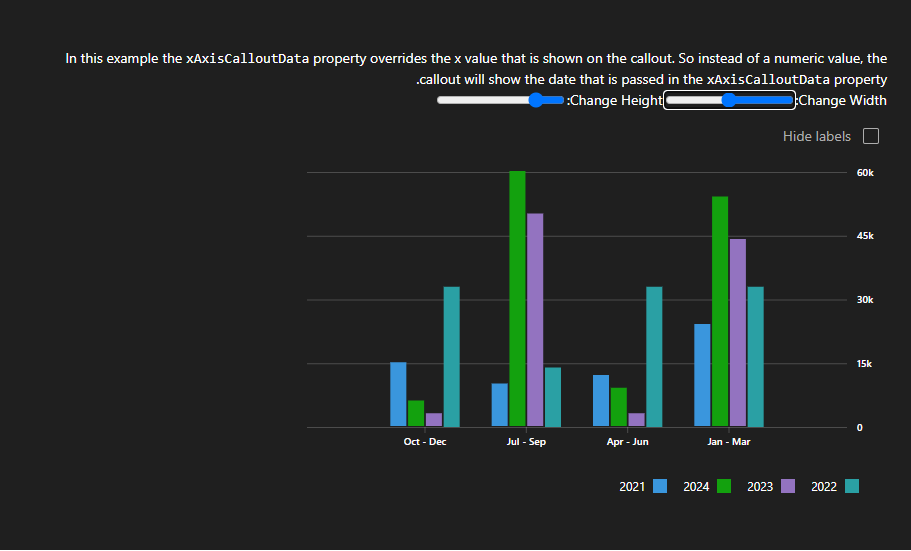 In this example the xAxisCalloutData property overrides the x value that is shown on the callout. So instead of a numeric value, the
.callout will show the date that is passed in the xAxisCalloutData property
:Change Height :Change Width
Hide labels
60k
45k
30k
15k
0
Oct - Dec Jul - Sep Apr - Jun Jan - Mar
2021 2024 2023 2022